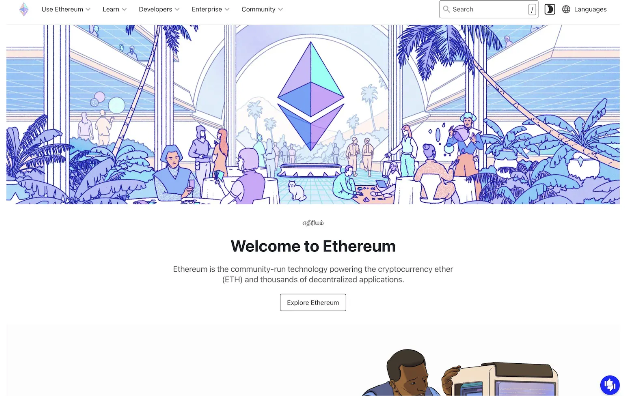 Use Ethereum Learn Developers Enterprise Community Search / Languages
Welcome to Ethereum
Ethereum is the community-run technology powering the cryptocurrency ether
(ETH) and thousands of decentralized applications.
Explore Ethereum